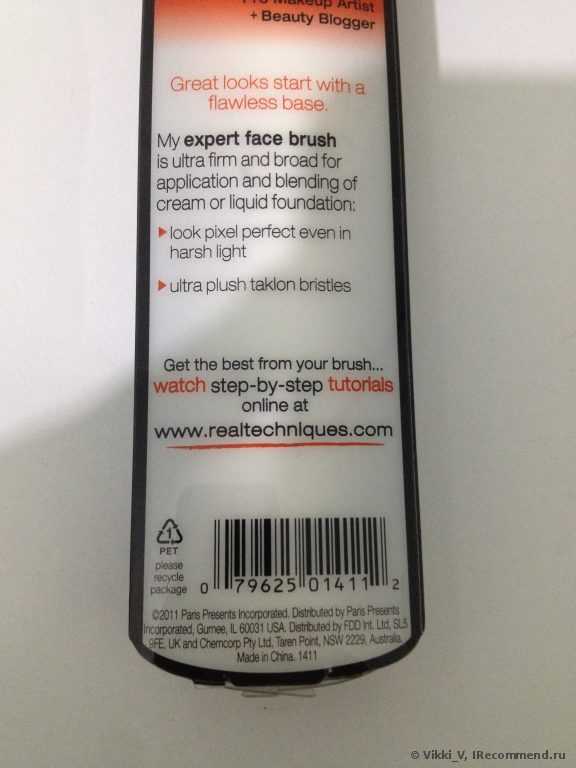 Pro Makeup Artist
+ Beauty Blogger
Great looks start with a
flawless base.
My expert face brush
is ultra firm and broad for
application and blending of
cream or liquid foundation:
look pixel perfect even in
harsh light
ultra plush taklon bristles
Get the best from your brush...
watch step-by-step tutorials
online at
www.realtechniques.com
1
PET
please
recycle
package
0 79625 01411 2
©2011 Paris Presents Incorporated. Distributed by Paris Presents
Incorporated, Gurnee, IL 60031 USA. Distributed by FDD Int. Ltd, SL5
9FE, UK and Chemcorp Pty Ltd, Taren Point, NSW 2229, Australia.
Made in China. 1411
© Vikki_V, IRecommend.ru